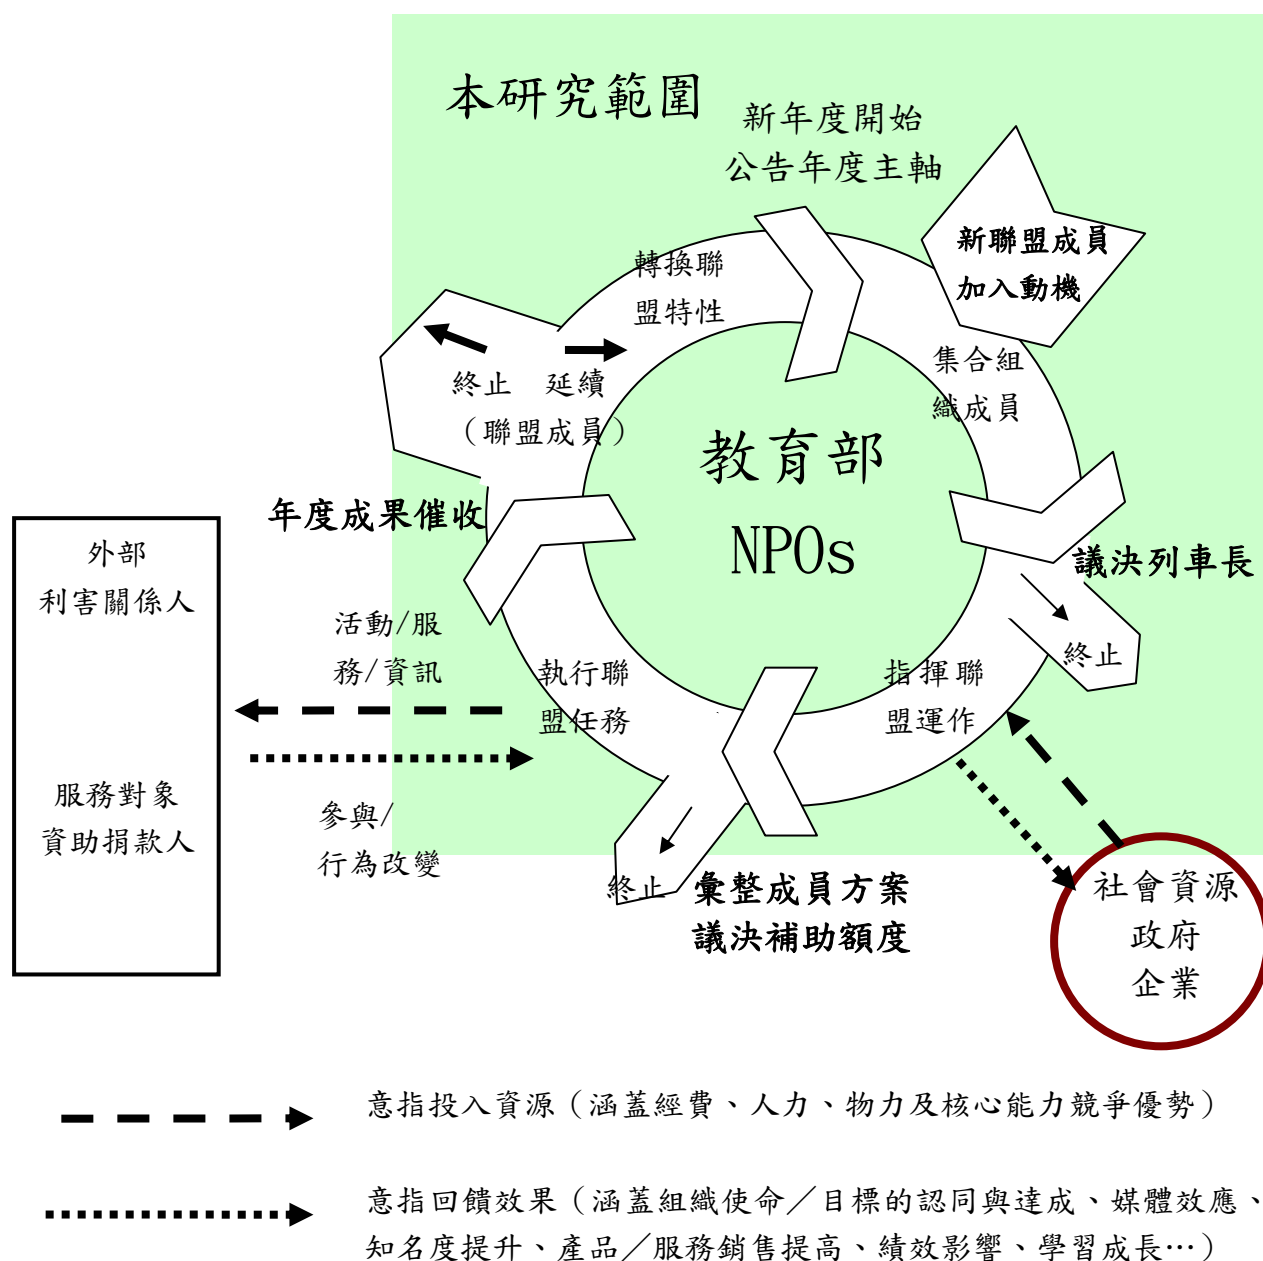 本研究範圍
新年度開始
公告年度主軸
新聯盟成員
加入動機
轉換聯
盟特性
集合組
織成員
終止 延續
（聯盟成員）
教育部
NPOs
年度成果催收
議決列車長
終止
外部
利害關係人
服務對象
資助捐款人
活動/服
務/資訊
執行聯
盟任務
指揮聯
盟運作
參與/
行為改變
終止
彙整成員方案
議決補助額度
社會資源
政府
企業
意指投入資源（涵蓋經費、人力、物力及核心能力競爭優勢）
意指回饋效果（涵蓋組織使命／目標的認同與達成、媒體效應、
知名度提升、產品／服務銷售提高、績效影響、學習成長…）